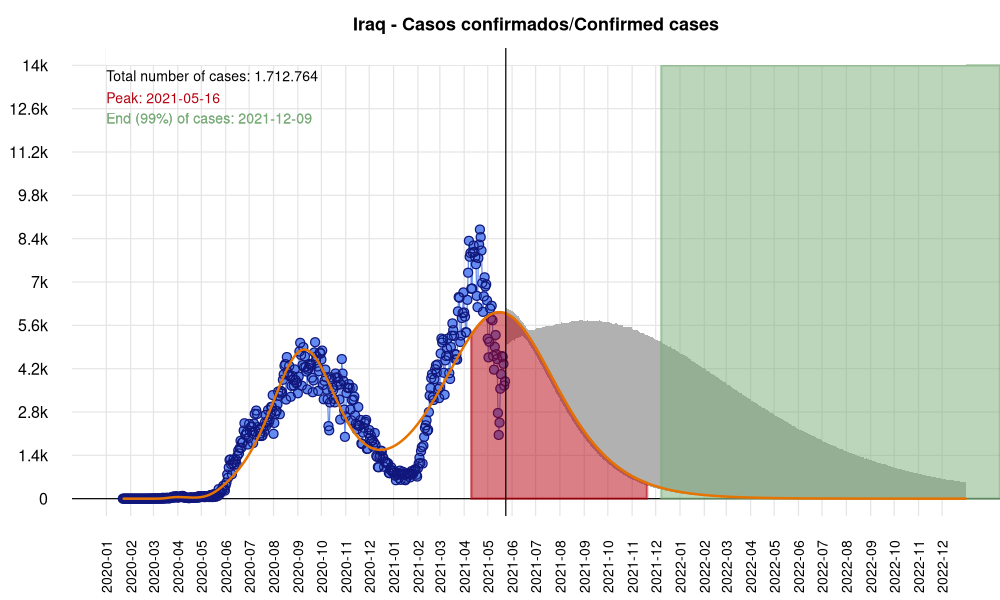 Iraq - Casos confirmados/Confirmed cases
Total number of cases: 1.712.764
Peak: 2021-05-16
End (99%) of cases: 2021-12-09
14k
12.6k
11.2k
9.8k
8.4k
7k
5.6k
4.2k
2.8k
1.4k
0
2020-01
2020-02
2020-03
2020-04
2020-05
2020-06
2020-07
2020-08
2020-09
2020-10
2020-11
2020-12
2021-01
2021-02
2021-03
2021-04
2021-05
2021-06
2021-07
2021-08
2021-09
2021-10
2021-11
2021-12
2022-01
2022-02
2022-03
2022-04
2022-05
2022-06
2022-07
2022-08
2022-09
2022-10
2022-11
2022-12